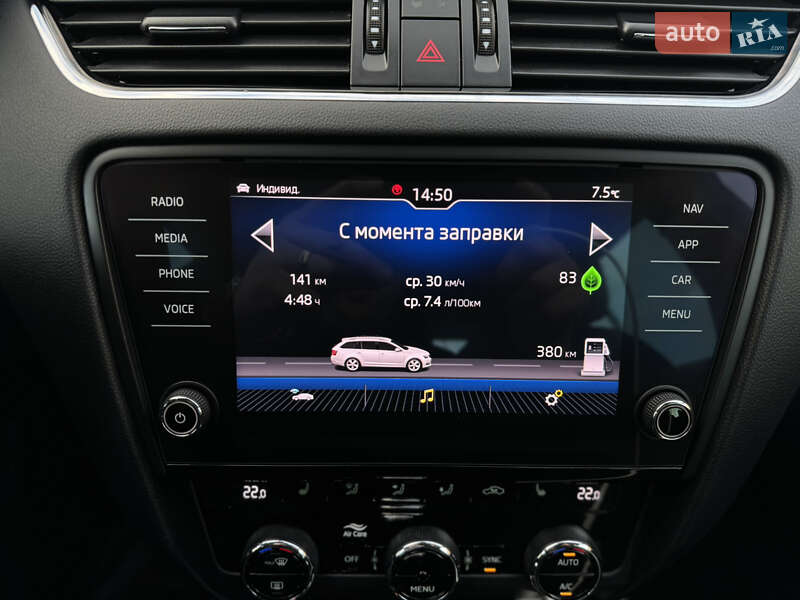 auto RIA .com
Индивид. 14:50 7.5°C
RADIO
MEDIA
PHONE
VOICE
С момента заправки
141 км ср. 30 км/ч 83
4:48 ч ср. 7.4 л/100км
380 км
NAV
APP
CAR
MENU
22.0 22.0
Air Care
OFF SYNC AUTO
MENU A/C